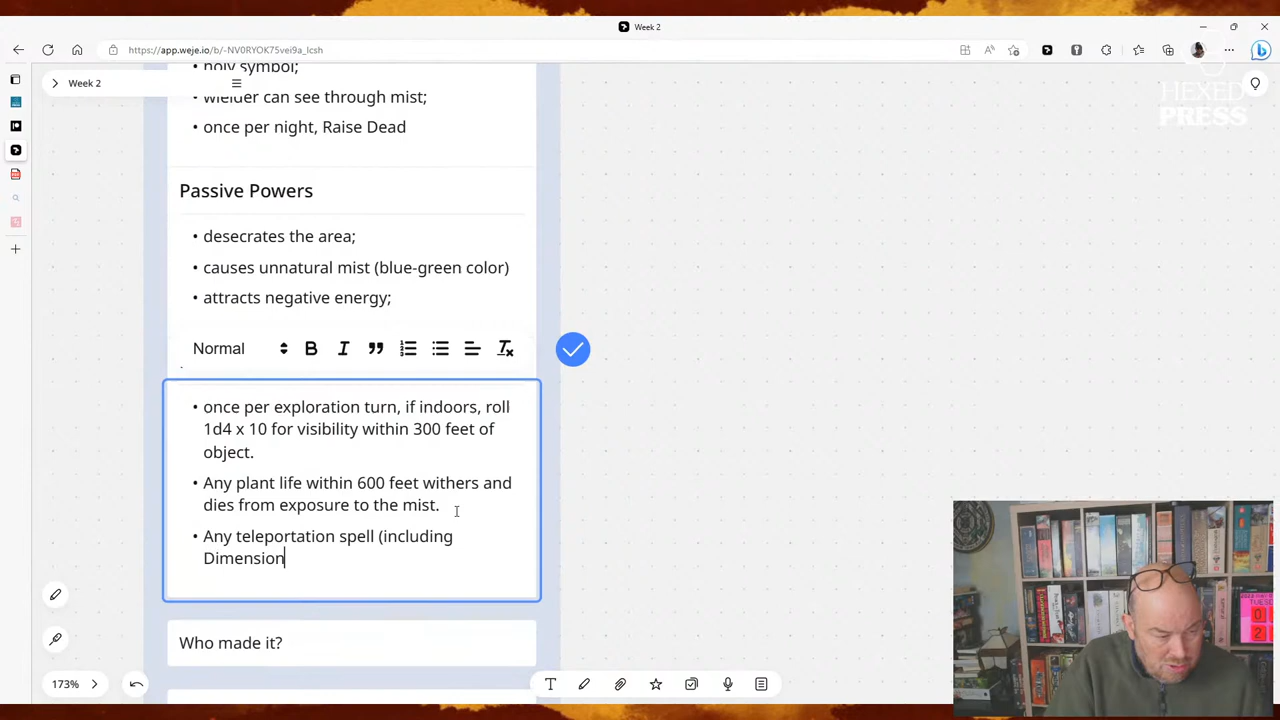 Week 2
https://app.weje.io/b/-NV0RYOK75vei9a_lcsh
Week 2
HEXED
PRESS
• holy symbol;
• wielder can see through mist;
• once per night, Raise Dead
Passive Powers
• desecrates the area;
• causes unnatural mist (blue-green color)
• attracts negative energy;
Normal
B
I
• once per exploration turn, if indoors, roll
1d4 x 10 for visibility within 300 feet of
object.
• Any plant life within 600 feet withers and
dies from exposure to the mist.
• Any teleportation spell (including
Dimension
Who made it?
173%